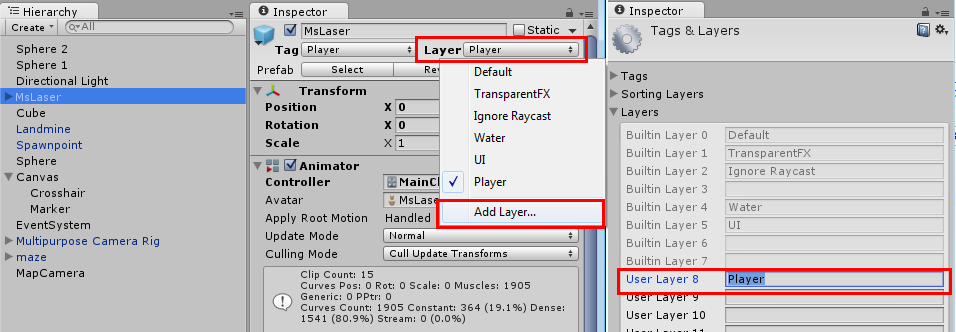 Hierarchy
Create
All
Sphere 2
Sphere 1
Directional Light
MsLaser
Cube
Landmine
Spawnpoint
Sphere
Canvas
Crosshair
Marker
EventSystem
Multipurpose Camera Rig
maze
MapCamera
Inspector
MsLaser
Static
Tag Player
Layer Player
Prefab Select
Transform
Position X 0
Rotation X 0
Scale X 1
Animator
Controller
Avatar MsLase
Apply Root Motion Handled
Update Mode Normal
Culling Mode Cull Update Transforms
Clip Count: 15
Curves Pos: 0 Rot: 0 Scale: 0 Muscles: 1905
Generic: 0 PPtr: 0
Curves Count: 1905 Constant: 364 (19.1%) Dense:
1541 (80.9%) Stream: 0 (0.0%)
Default
TransparentFX
Ignore Raycast
Water
UI
Player
Add Layer...
Inspector
Tags & Layers
Tags
Sorting Layers
Layers
Builtin Layer 0 Default
Builtin Layer 1 TransparentFX
Builtin Layer 2 Ignore Raycast
Builtin Layer 3
Builtin Layer 4 Water
Builtin Layer 5 UI
Builtin Layer 6
Builtin Layer 7
User Layer 8 Player
User Layer 9
User Layer 10